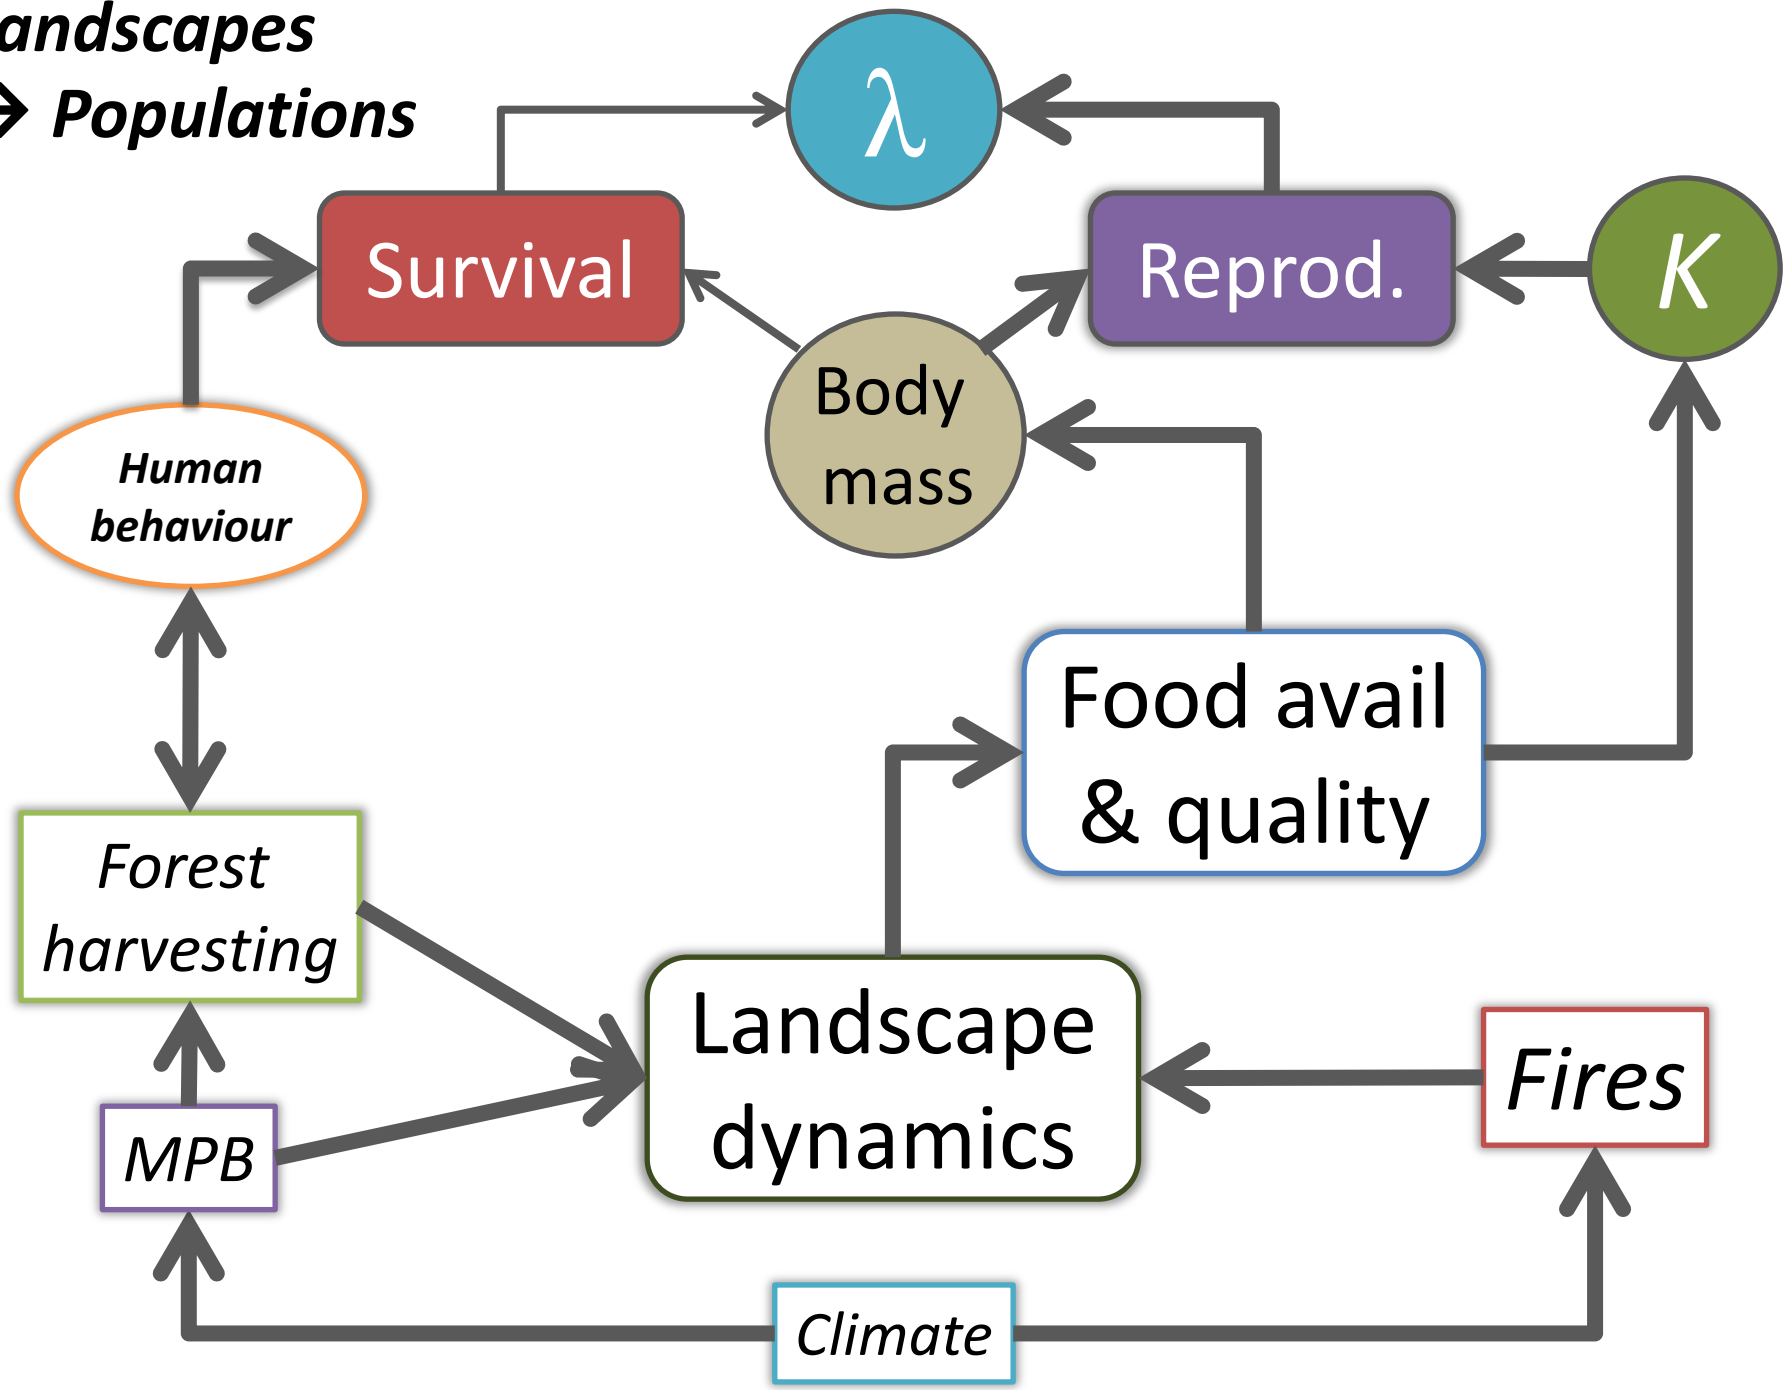 andscapes
→ Populations
λ
Survival
Reprod.
K
Body
mass
Human
behaviour
Food avail
& quality
Forest
harvesting
Landscape
dynamics
Fires
MPB
Climate